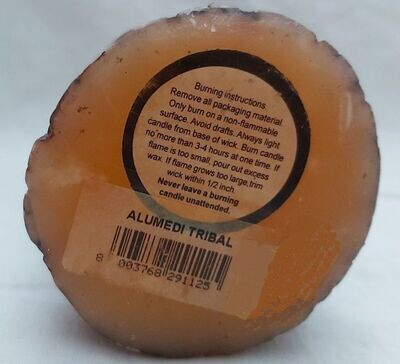 Burning instructions.
Remove all packaging material.
Only burn on a non-flammable
surface. Avoid drafts. Always light
candle from base of wick. Burn candle
no more than 3-4 hours at one time. If
flame is too small, pour out excess
wax. If flame grows too large,trim
wick within 1/2 inch.
Never leave a burning
candle unattended.
ALUMEDI TRIBAL
8 003768 291125